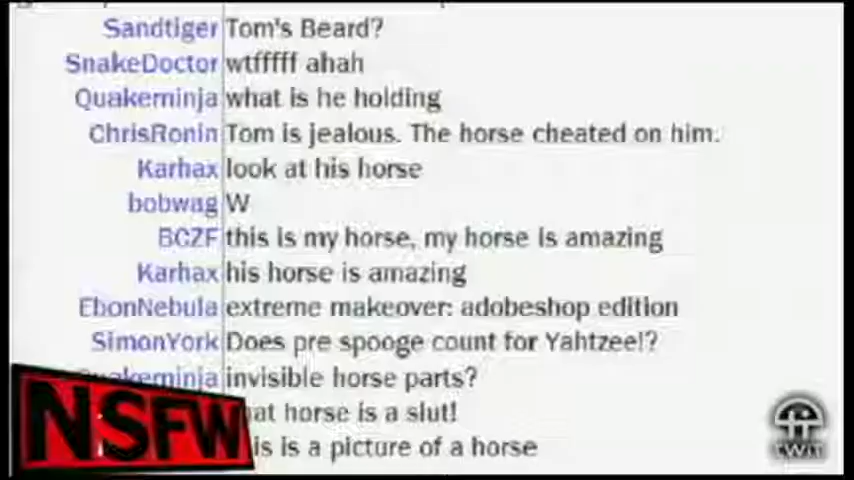 Sandtiger Tom's Beard?
SnakeDoctor wtfffff ahah
Quakerninja what is he holding
ChrisRonin Tom is jealous. The horse cheated on him.
Karhax look at his horse
bobwag W
BCZF this is my horse, my horse is amazing
Karhax his horse is amazing
EbonNebula extreme makeover: adobeshop edition
SimonYork Does pre spooge count for Yahtzee!?
uakerninja invisible horse parts?
at horse is a slut!
is is a picture of a horse
NSFW
TWiT